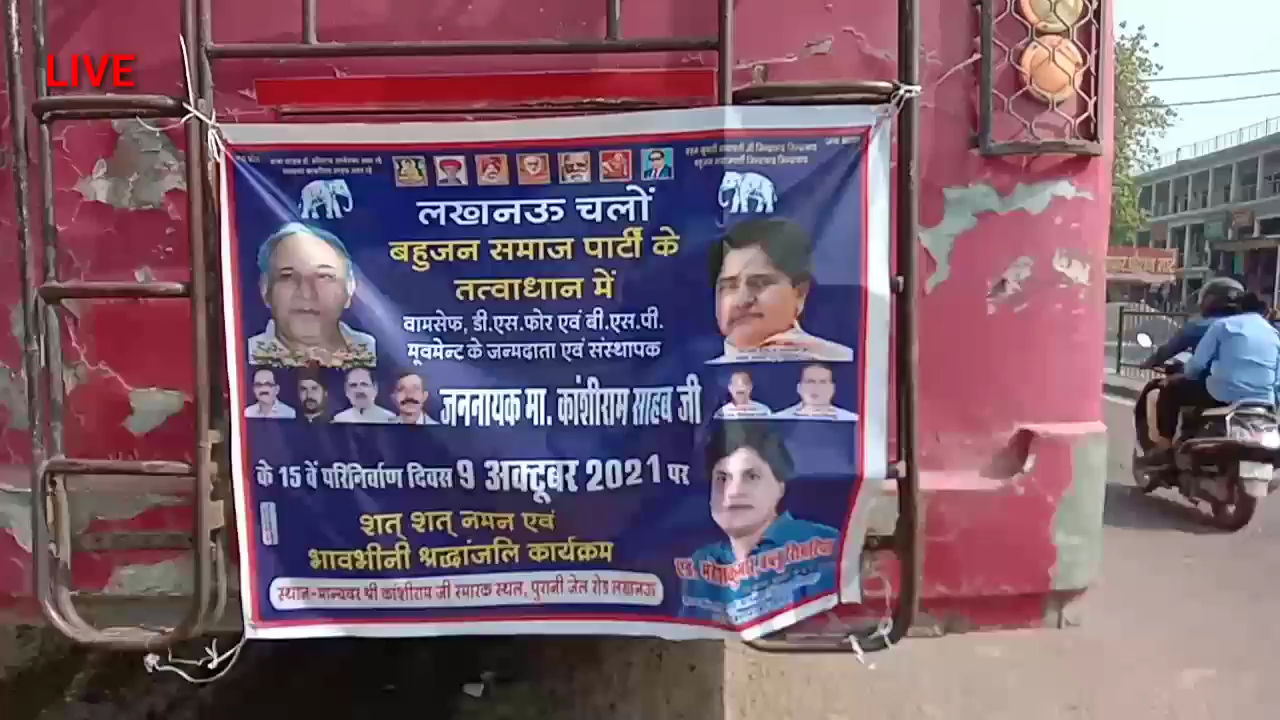 LIVE
लखनऊ चलों
बहुजन समाज पार्टी के
तत्वाधान में
वामसेफ, डी.एस.फोर एवं बी.एस.पी.
मूवमेन्ट के जन्मदाता एवं संस्थापक
जननायक मा. कांशीराम साहब जी
के 15 वें परिनिर्वाण दिवस 9 अक्टूबर 2021 पर
शत् शत् नमन एवं
भावभीनी श्रद्धांजलि कार्यक्रम
स्थान-मान्यवर श्री कांशीराम जी स्मारक स्थल, पुरानी जेल रोड लखनऊ
एड.